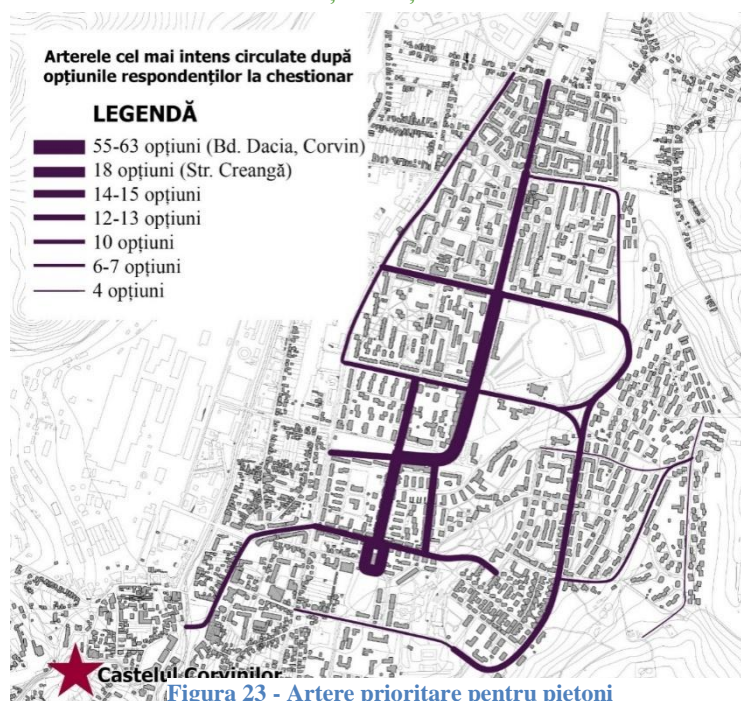 Arterele cel mai intens circulate după
opțiunile respondenților la chestionar
LEGENDĂ
55-63 opțiuni (Bd. Dacia, Corvin)
18 opțiuni (Str. Creangă)
14-15 opțiuni
12-13 opțiuni
10 opțiuni
6-7 opțiuni
4 opțiuni
Castelul Corvinilor
Figura 23 - Artere prioritare pentru pietoni